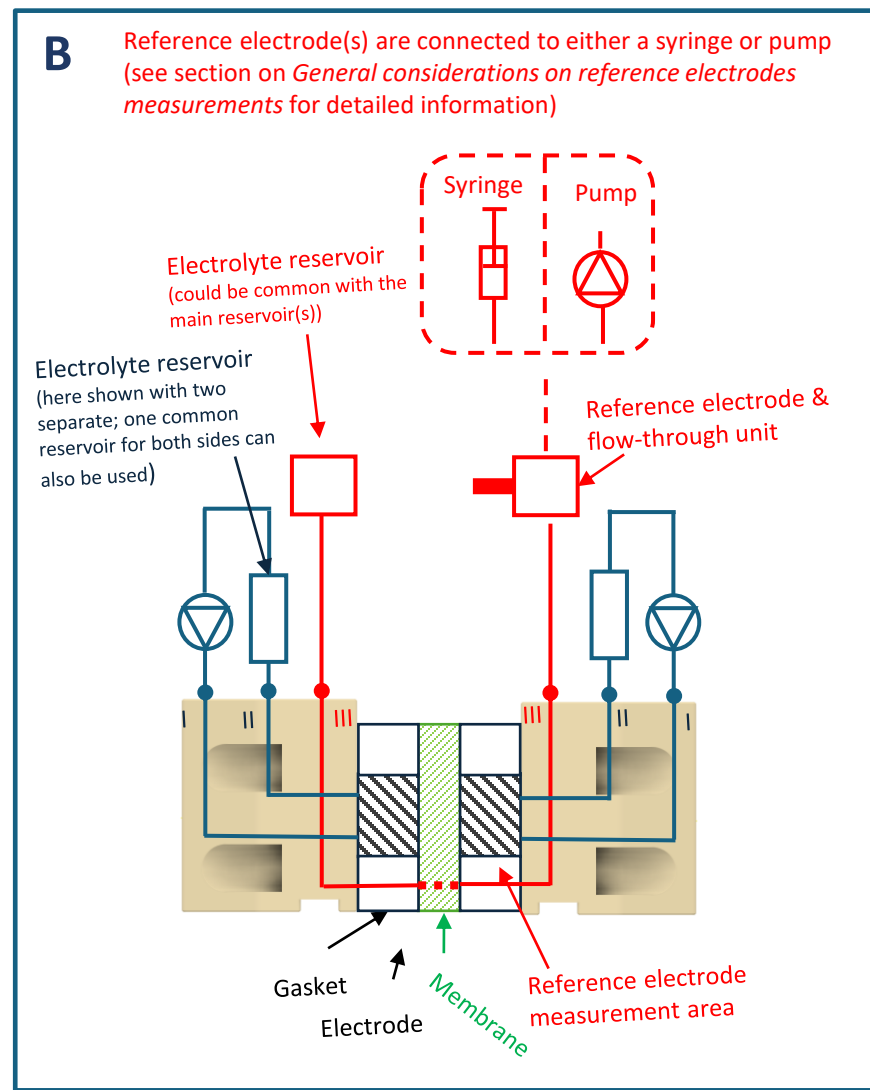 B
Reference electrode(s) are connected to either a syringe or pump
(see section on General considerations on reference electrodes
measurements for detailed information)
Syringe
Pump
Electrolyte reservoir
(could be common with the
main reservoir(s))
Electrolyte reservoir
(here shown with two
separate; one common
reservoir for both sides can
also be used)
Reference electrode &
flow-through unit
I
II
III
III
II
I
Gasket
Electrode
Membrane
Reference electrode
measurement area